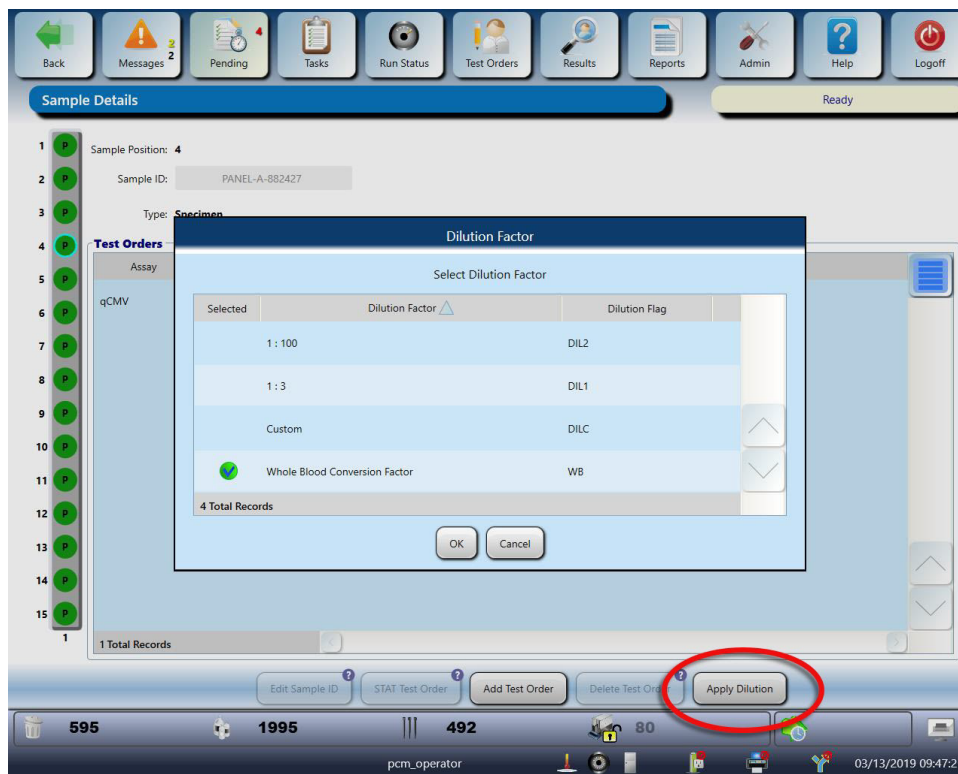 Back
Messages 2 2
Pending 4
Tasks
Run Status
Test Orders
Results
Reports
Admin
Help
Logoff
Sample Details
Ready
1 P
2 P
3 P
4 P
5 P
6 P
7 P
8 P
9 P
10 P
11 P
12 P
13 P
14 P
15 P
1
Sample Position: 4
Sample ID: PANEL-A-882427
Type: Specimen
Test Orders
Assay
qCMV
Dilution Factor
Select Dilution Factor
Selected Dilution Factor Dilution Flag
1 : 100 DIL2
1 : 3 DIL1
Custom DILC
Whole Blood Conversion Factor WB
4 Total Records
OK Cancel
1 Total Records
Edit Sample ID ? STAT Test Order ? Add Test Order Delete Test Order ? Apply Dilution
595 1995 492 80
pcm_operator 03/13/2019 09:47:2